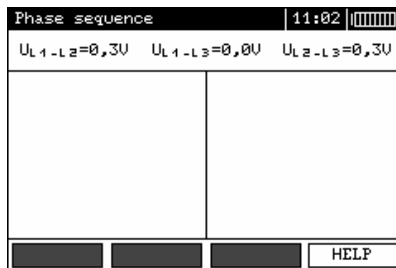 Phase sequence 11:02
UL1-L2=0,3V UL1-L3=0,0V UL2-L3=0,3V
HELP